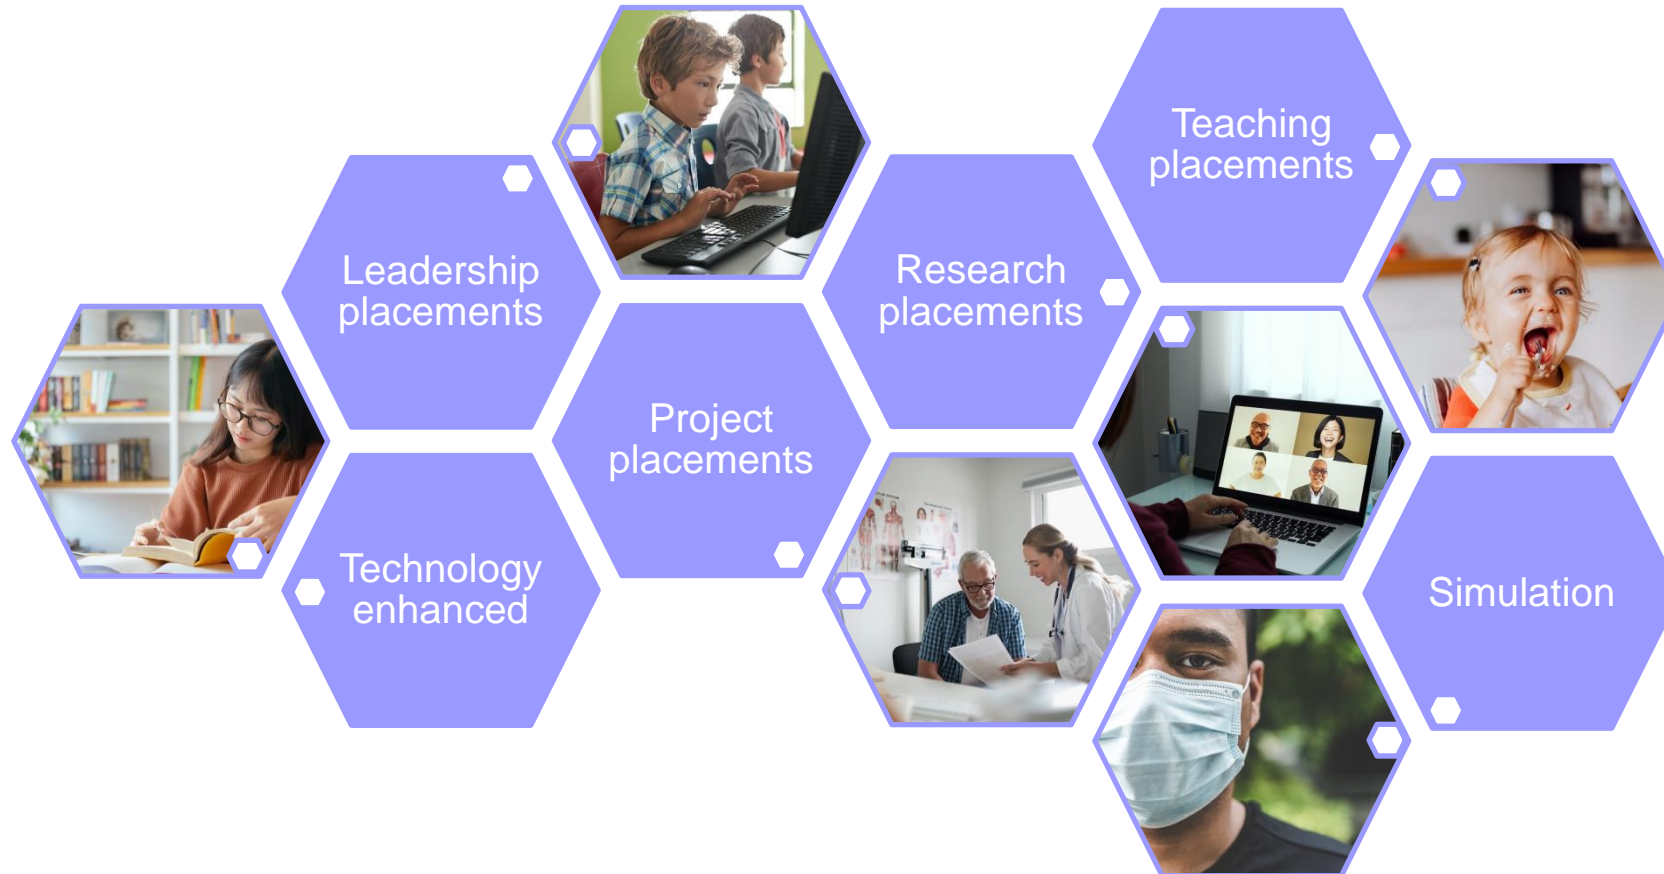 Leadership
placements
Technology
enhanced
Project
placements
Research
placements
Teaching
placements
Simulation